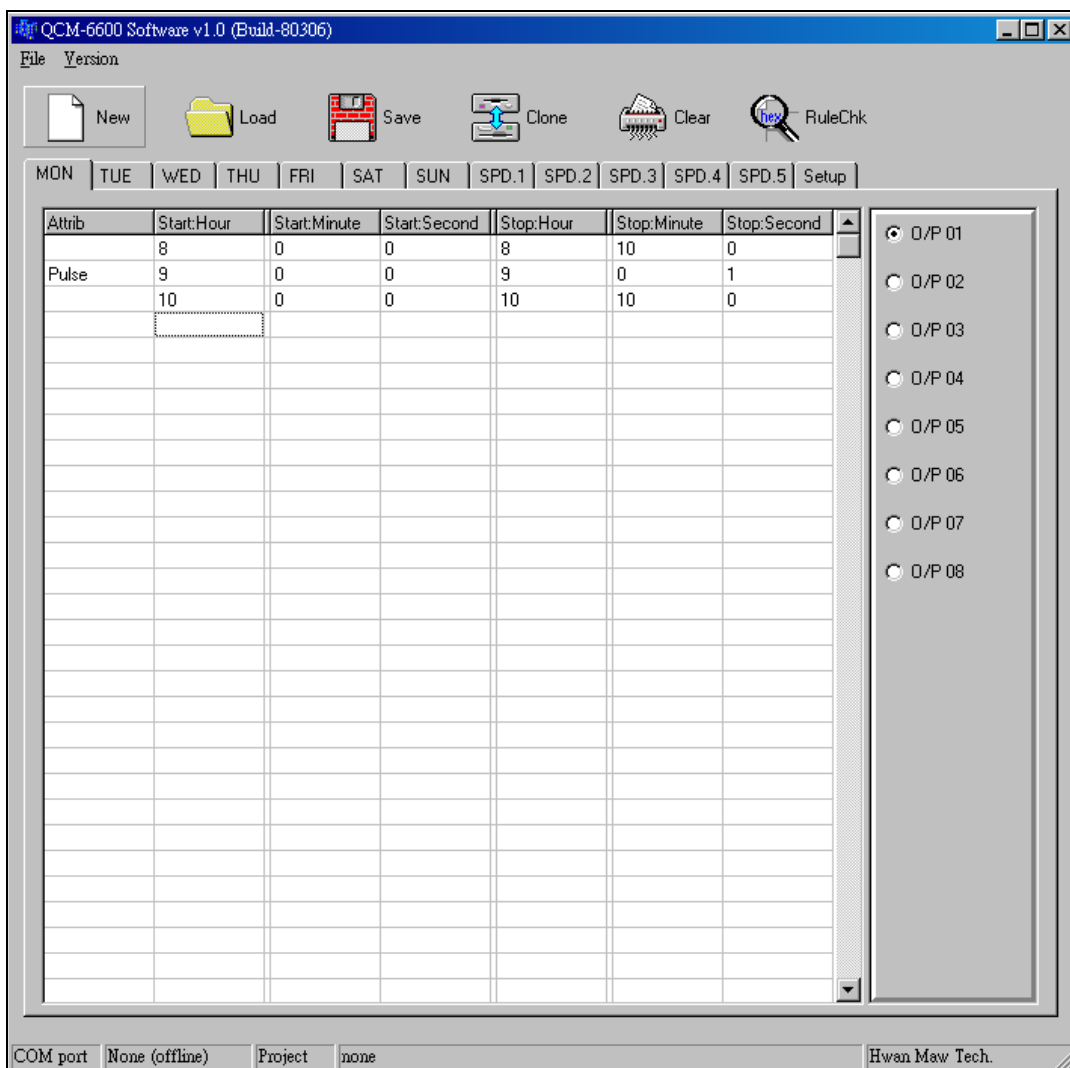 QCM-6600 Software v1.0 (Build-80306)
File Version
New Load Save Clone Clear hex RuleChk
MON TUE WED THU FRI SAT SUN SPD.1 SPD.2 SPD.3 SPD.4 SPD.5 Setup
Attrib Start:Hour Start:Minute Start:Second Stop:Hour Stop:Minute Stop:Second
8 0 0 8 10 0
Pulse 9 0 0 9 0 1
10 0 0 10 10 0
O/P 01
O/P 02
O/P 03
O/P 04
O/P 05
O/P 06
O/P 07
O/P 08
COM port None (offline) Project none Hwan Maw Tech.